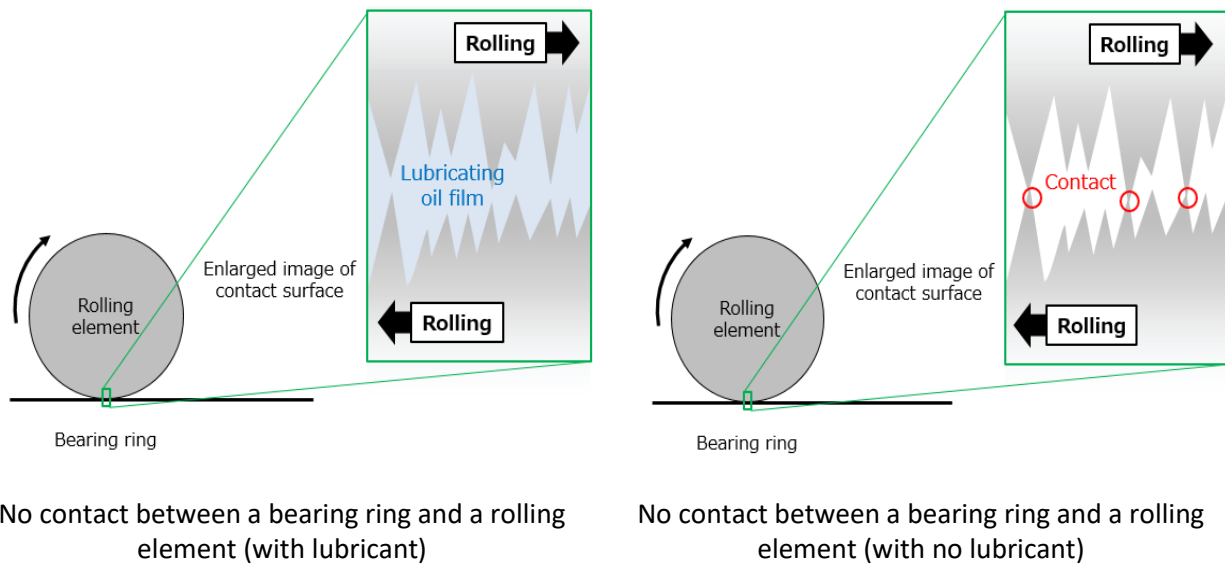 Rolling
Lubricating
oil film
Rolling
element
Enlarged image of
contact surface
Rolling
Bearing ring
No contact between a bearing ring and a rolling
element (with lubricant)
Rolling
Contact
Rolling
element
Enlarged image of
contact surface
Rolling
Bearing ring
No contact between a bearing ring and a rolling
element (with no lubricant)